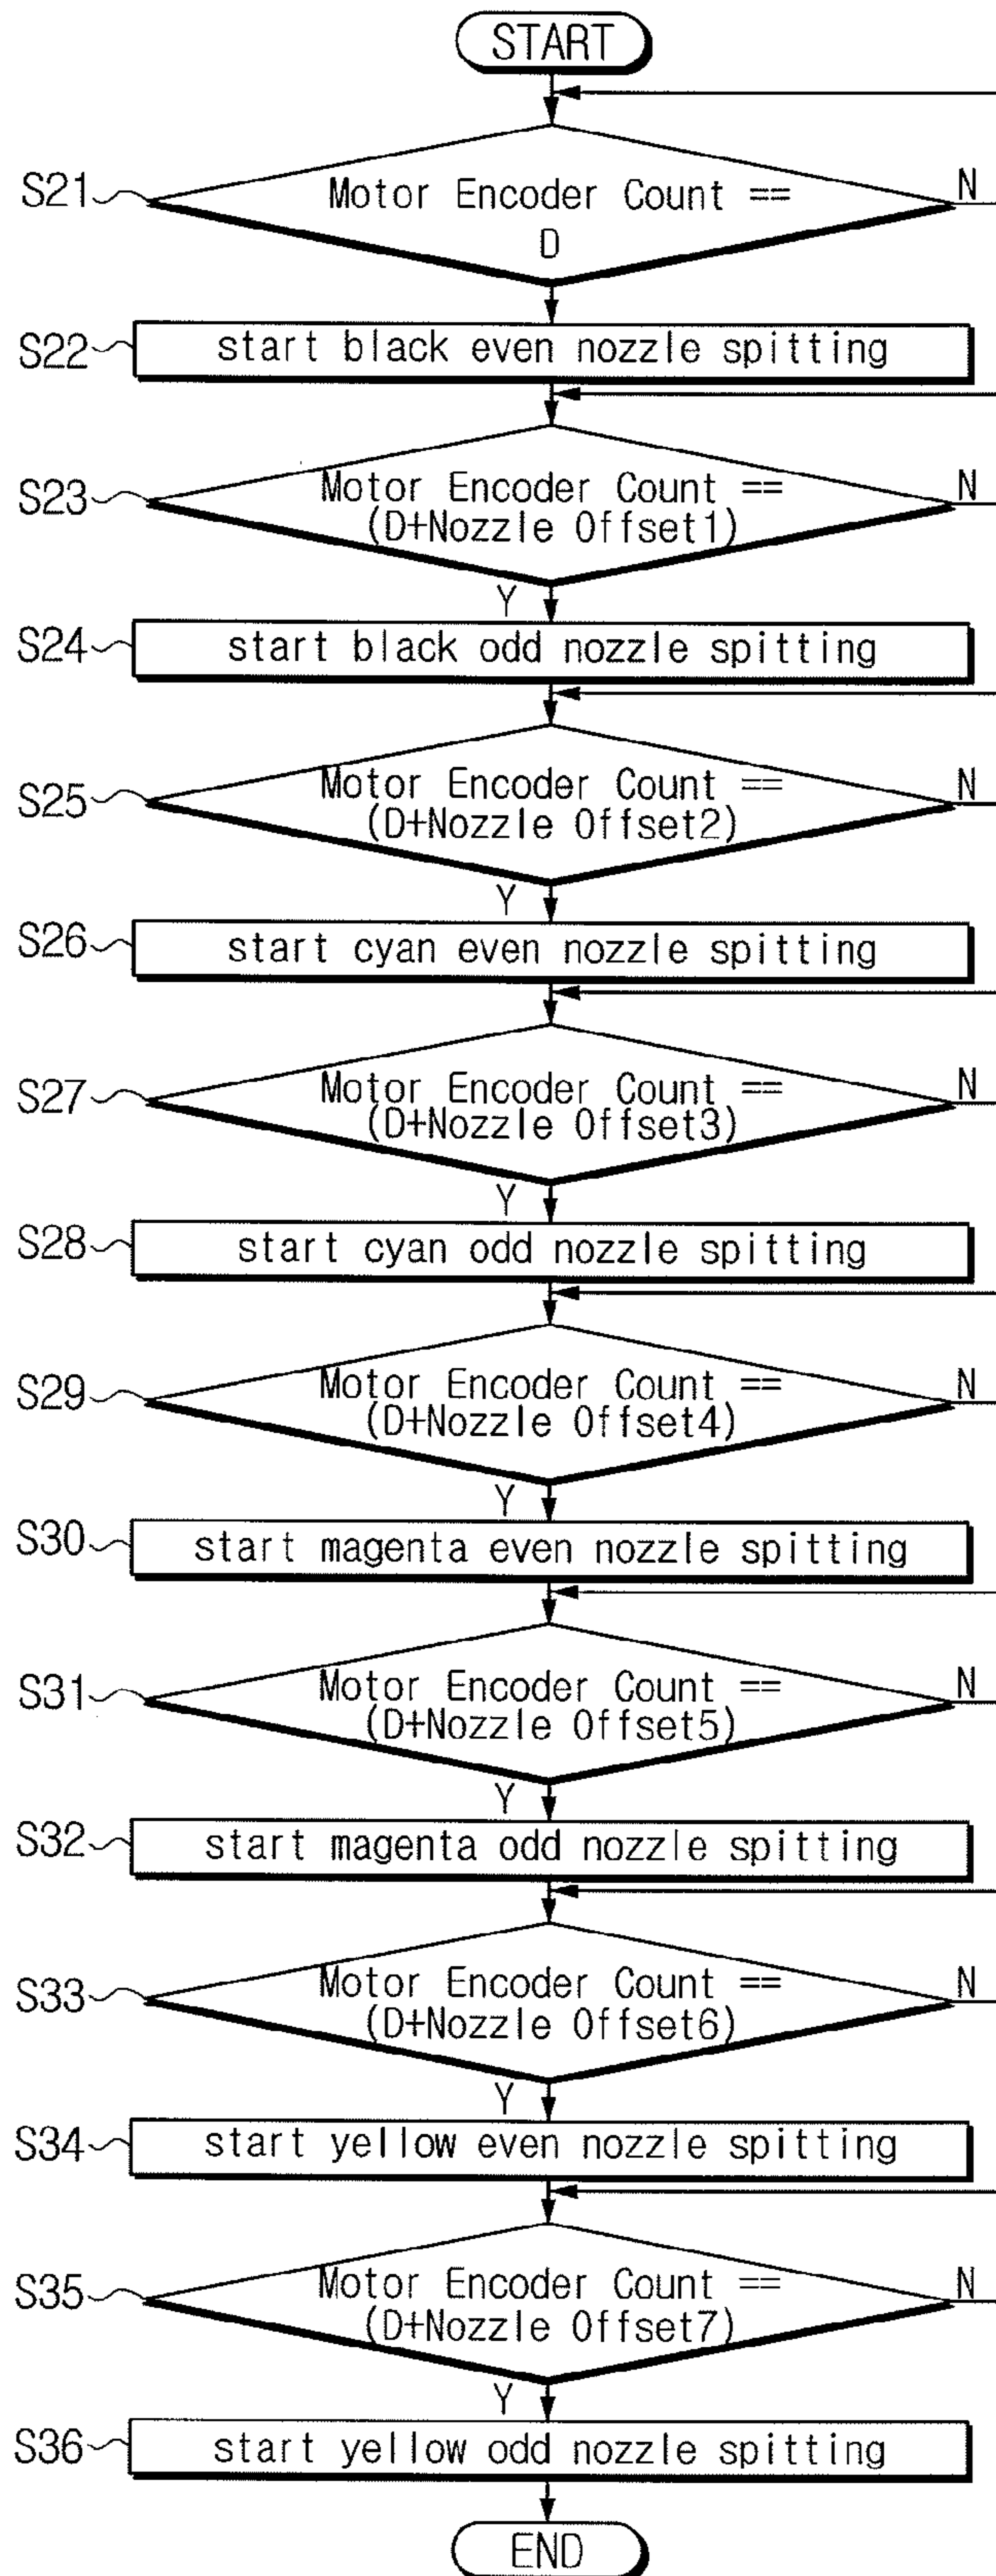 START
S21
Motor Encoder Count ==
D
N
S22
start black even nozzle spitting
S23
Motor Encoder Count ==
(D+Nozzle Offset1)
N
Y
S24
start black odd nozzle spitting
S25
Motor Encoder Count ==
(D+Nozzle Offset2)
N
Y
S26
start cyan even nozzle spitting
S27
Motor Encoder Count ==
(D+Nozzle Offset3)
N
Y
S28
start cyan odd nozzle spitting
S29
Motor Encoder Count ==
(D+Nozzle Offset4)
N
Y
S30
start magenta even nozzle spitting
S31
Motor Encoder Count ==
(D+Nozzle Offset5)
N
Y
S32
start magenta odd nozzle spitting
S33
Motor Encoder Count ==
(D+Nozzle Offset6)
N
Y
S34
start yellow even nozzle spitting
S35
Motor Encoder Count ==
(D+Nozzle Offset7)
N
Y
S36
start yellow odd nozzle spitting
END